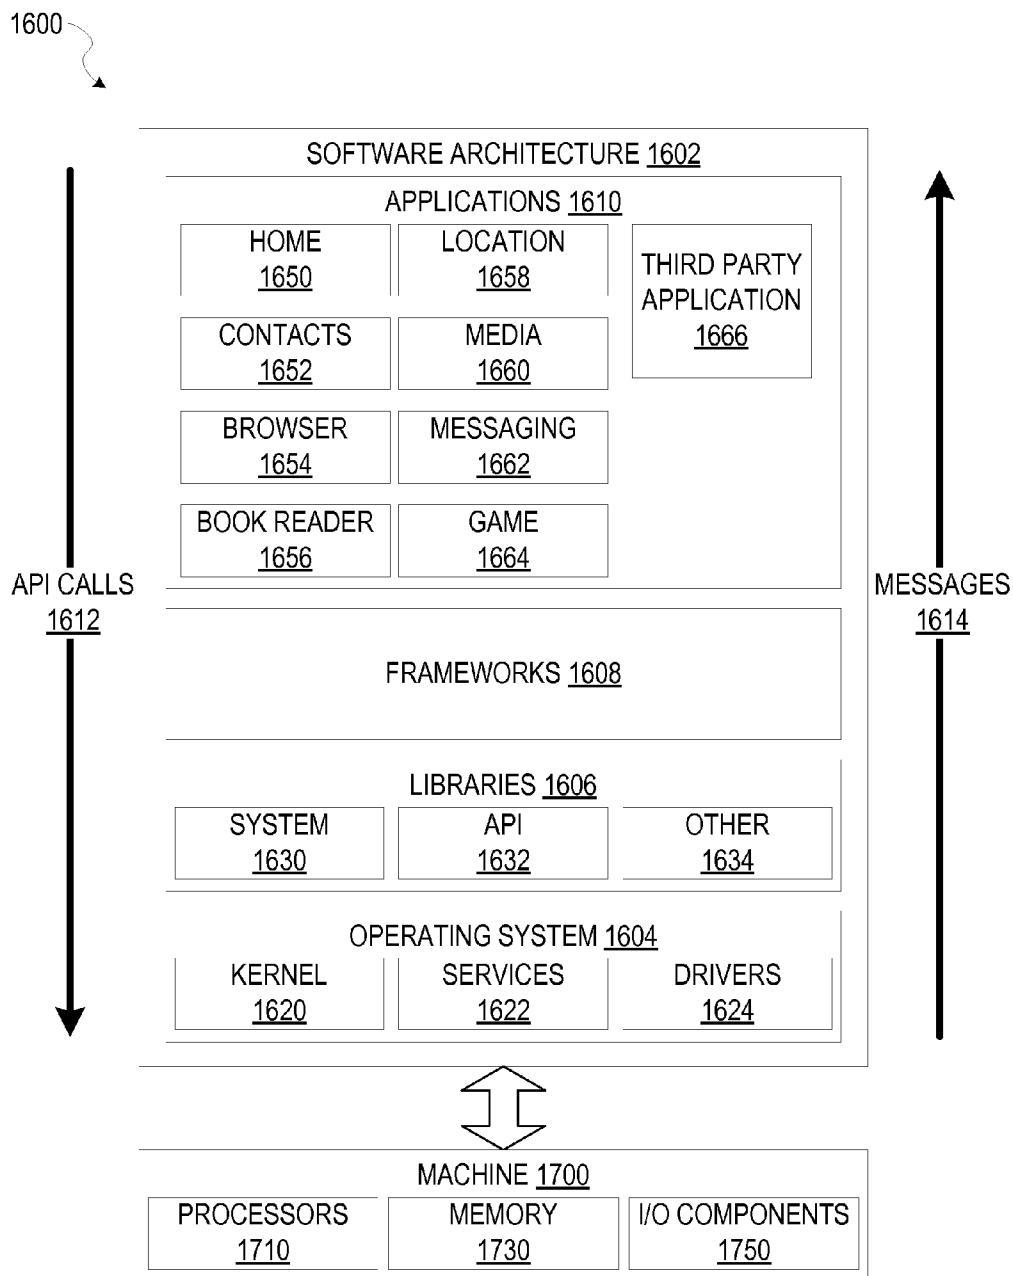 1600
SOFTWARE ARCHITECTURE 1602
APPLICATIONS 1610
HOME
1650
LOCATION
1658
THIRD PARTY
APPLICATION
1666
CONTACTS
1652
MEDIA
1660
BROWSER
1654
MESSAGING
1662
BOOK READER
1656
GAME
1664
API CALLS
1612
MESSAGES
1614
FRAMEWORKS 1608
LIBRARIES 1606
SYSTEM
1630
API
1632
OTHER
1634
OPERATING SYSTEM 1604
KERNEL
1620
SERVICES
1622
DRIVERS
1624
MACHINE 1700
PROCESSORS
1710
MEMORY
1730
I/O COMPONENTS
1750